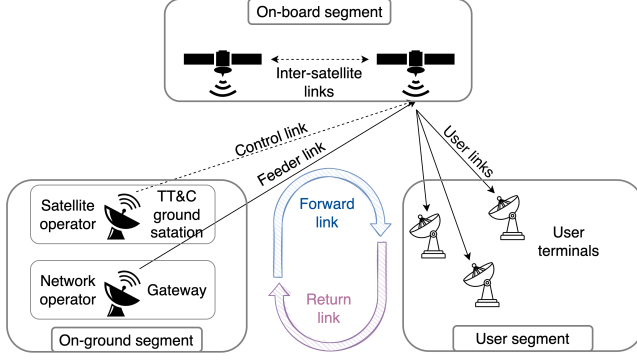 On-board segment
Inter-satellite
links
Control link
Feeder link
User links
Satellite
operator
TT&C
ground
satation
Network
operator
Gateway
On-ground segment
Forward
link
Return
link
User
terminals
User segment